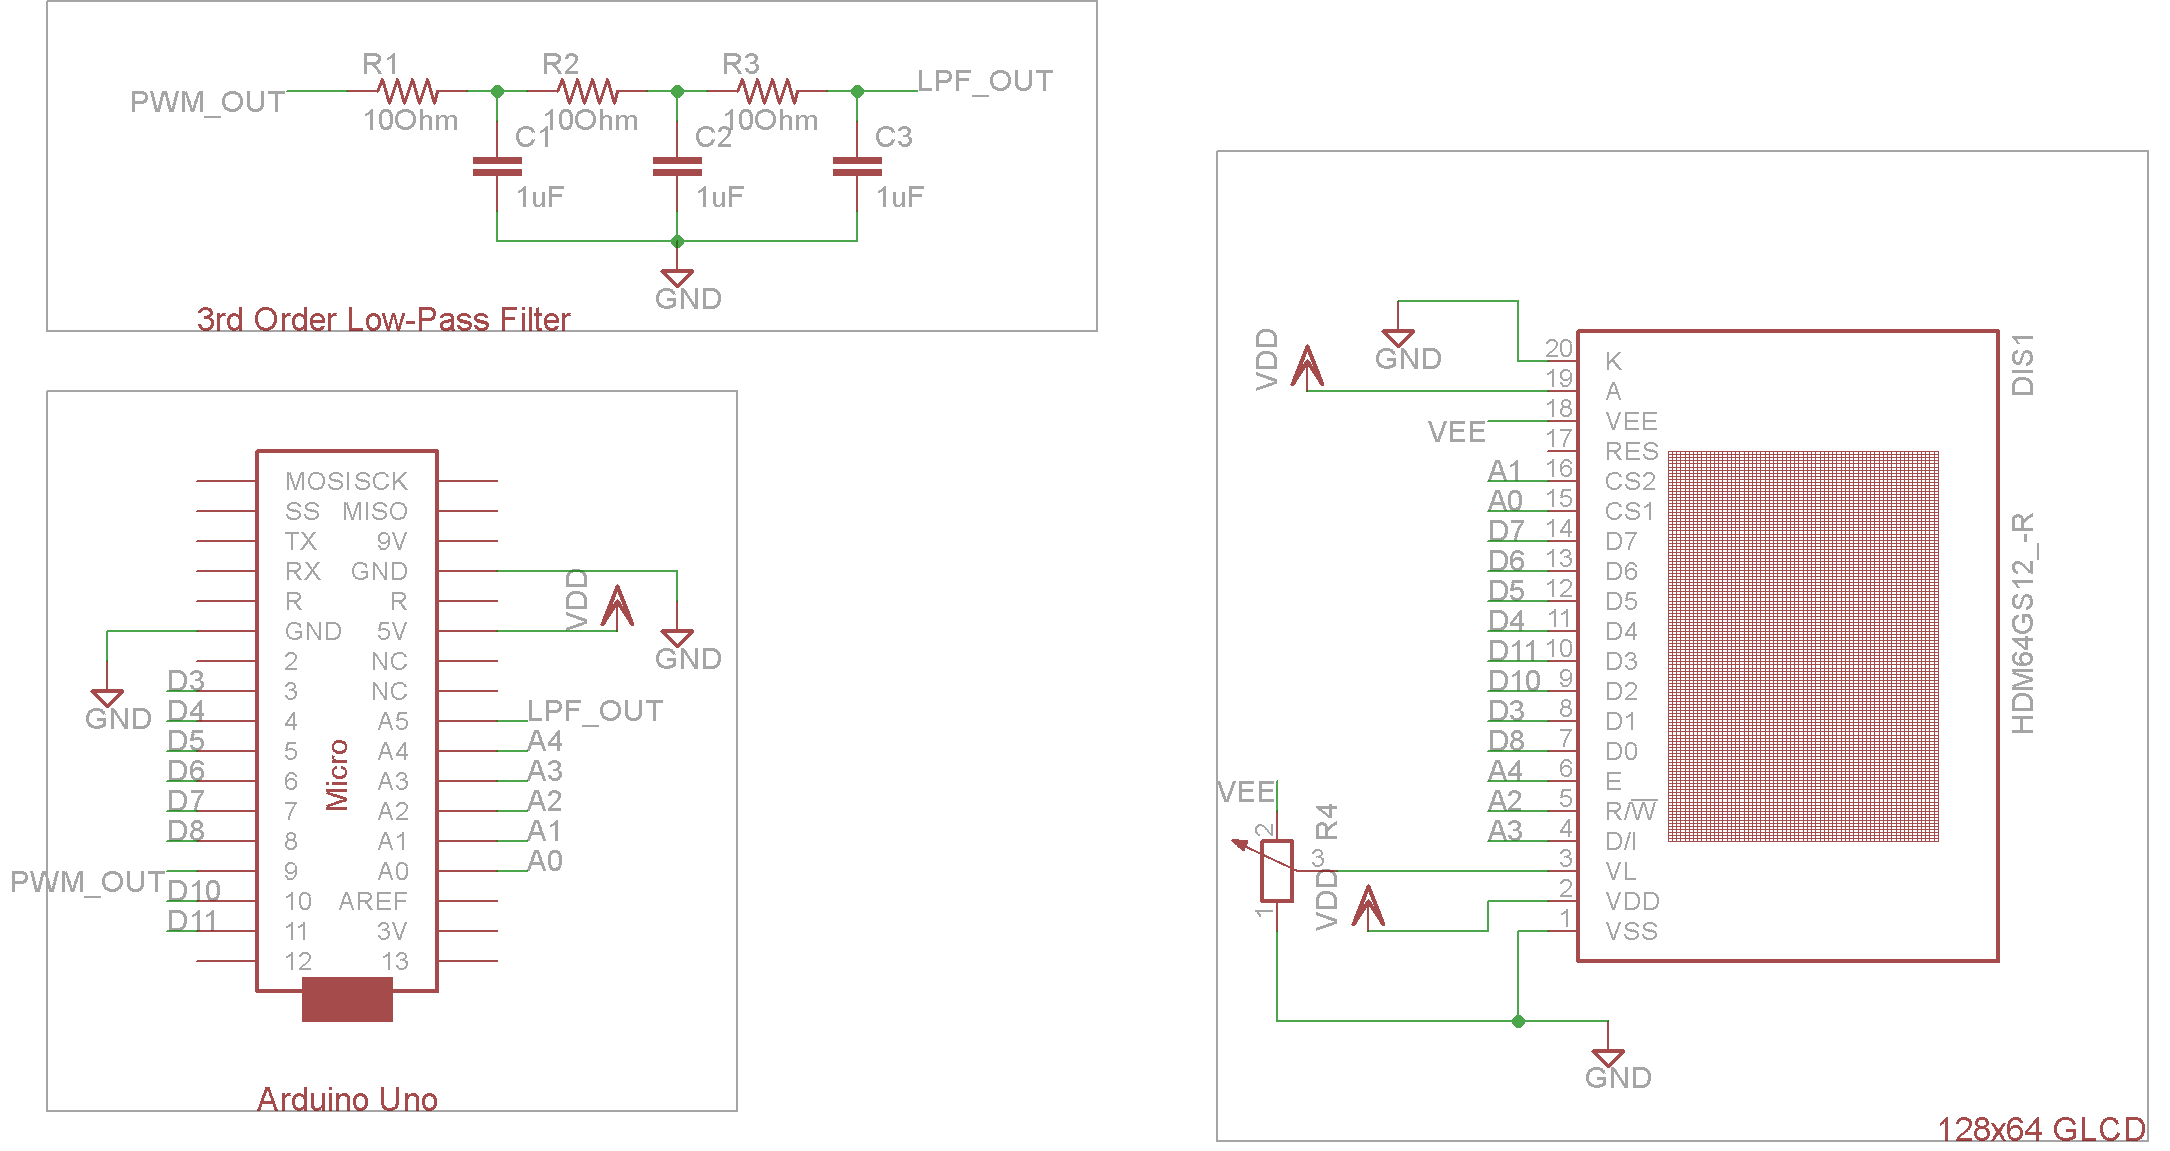 R1
R2
R3
PWM_OUT
LPF_OUT
10Ohm
10Ohm
10Ohm
C1
C2
C3
1uF
1uF
1uF
GND
3rd Order Low-Pass Filter
MOSI SCK
SS MISO
TX 9V
RX GND
R R
GND 5V
2 NC
3 NC
4 A5
5 A4
6 A3
7 A2
8 A1
9 A0
10 AREF
11 3V
12 13
Micro
VDD
GND
GND
D3
D4
D5
D6
D7
D8
PWM_OUT
D10
D11
LPF_OUT
A4
A3
A2
A1
A0
Arduino Uno
GND
VDD
20 K
19 A
VEE 18 VEE
17 RES
A1 16 CS2
A0 15 CS1
D7 14 D7
D6 13 D6
D5 12 D5
D4 11 D4
D11 10 D3
D10 9 D2
D3 8 D1
D8 7 D0
A4 6 E
A2 5 R/W
A3 4 D/I
3 VL
2 VDD
1 VSS
DIS1
HDM64GS12_-R
VEE
2
R4
3
1
VDD
GND
128x64 GLCD